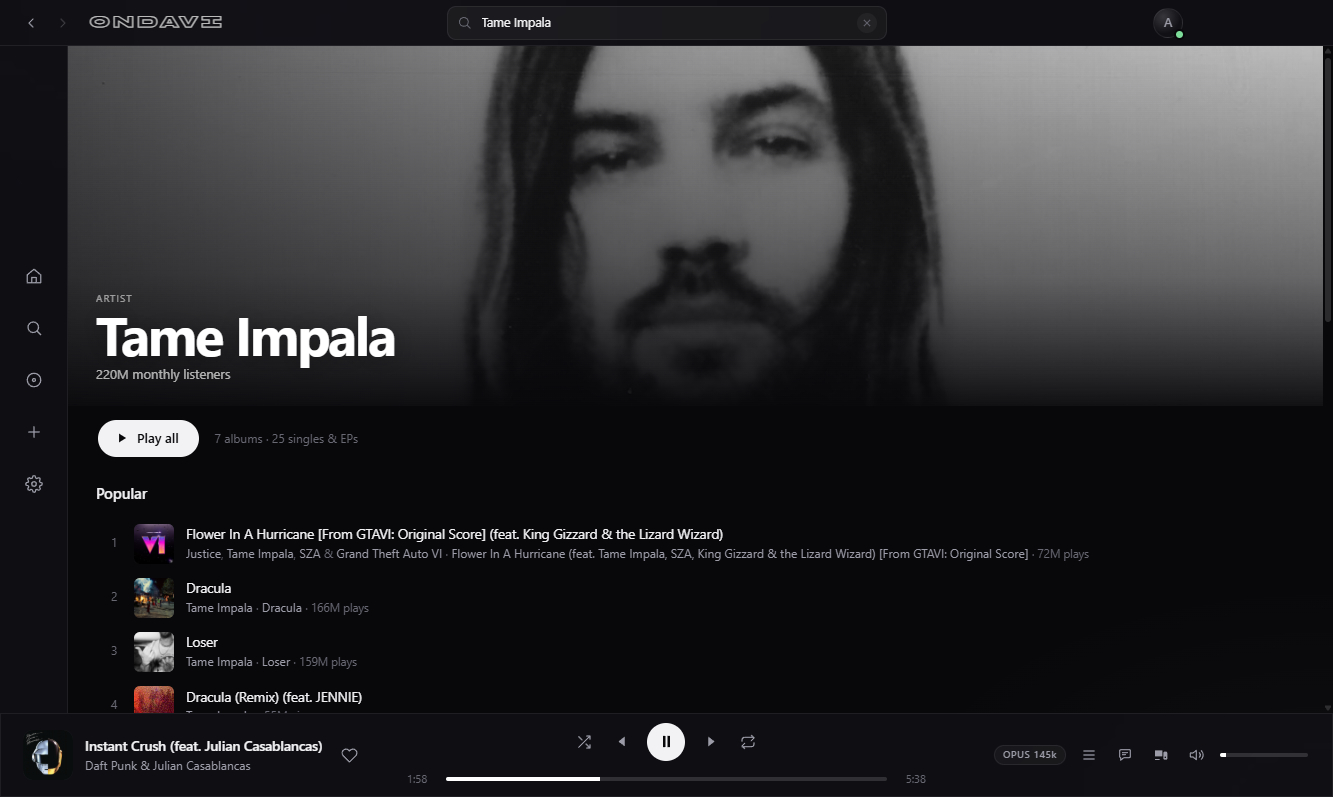 ONDAVI
Tame Impala
A
ARTIST
Tame Impala
220M monthly listeners
Play all
7 albums · 25 singles & EPs
Popular
1
Flower In A Hurricane [From GTAVI: Original Score] (feat. King Gizzard & the Lizard Wizard)
Justice, Tame Impala, SZA & Grand Theft Auto VI · Flower In A Hurricane (feat. Tame Impala, SZA, King Gizzard & the Lizard Wizard) [From GTAVI: Original Score] · 72M plays
VI
2
Dracula
Tame Impala · Dracula · 166M plays
3
Loser
Tame Impala · Loser · 159M plays
4
Dracula (Remix) (feat. JENNIE)
Instant Crush (feat. Julian Casablancas)
Daft Punk & Julian Casablancas
1:58
5:38
OPUS 145k